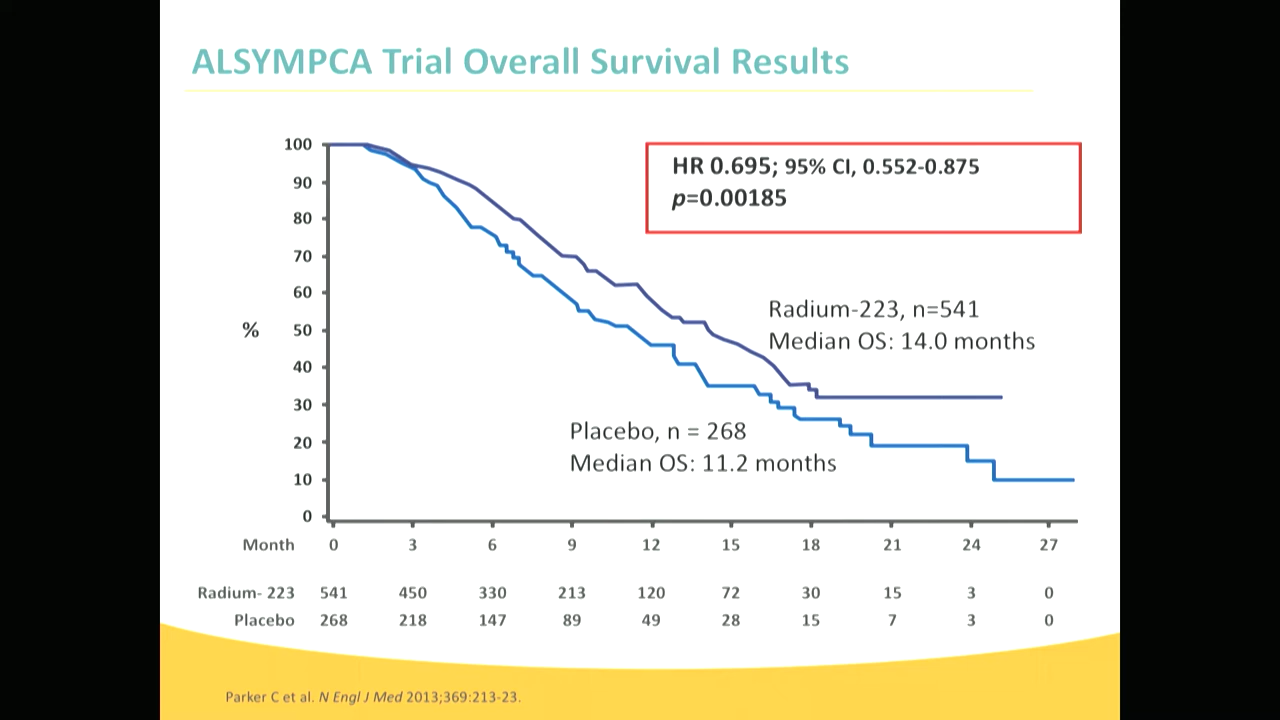 ALSYMPCA Trial Overall Survival Results
HR 0.695; 95% CI, 0.552-0.875
p=0.00185
100
90
80
70
60
50
40
30
20
10
0
%
Radium-223, n=541
Median OS: 14.0 months
Placebo, n = 268
Median OS: 11.2 months
Month 0 3 6 9 12 15 18 21 24 27
Radium- 223 541 450 330 213 120 72 30 15 3 0
Placebo 268 218 147 89 49 28 15 7 3 0
Parker C et al. N Engl J Med 2013;369:213-23.